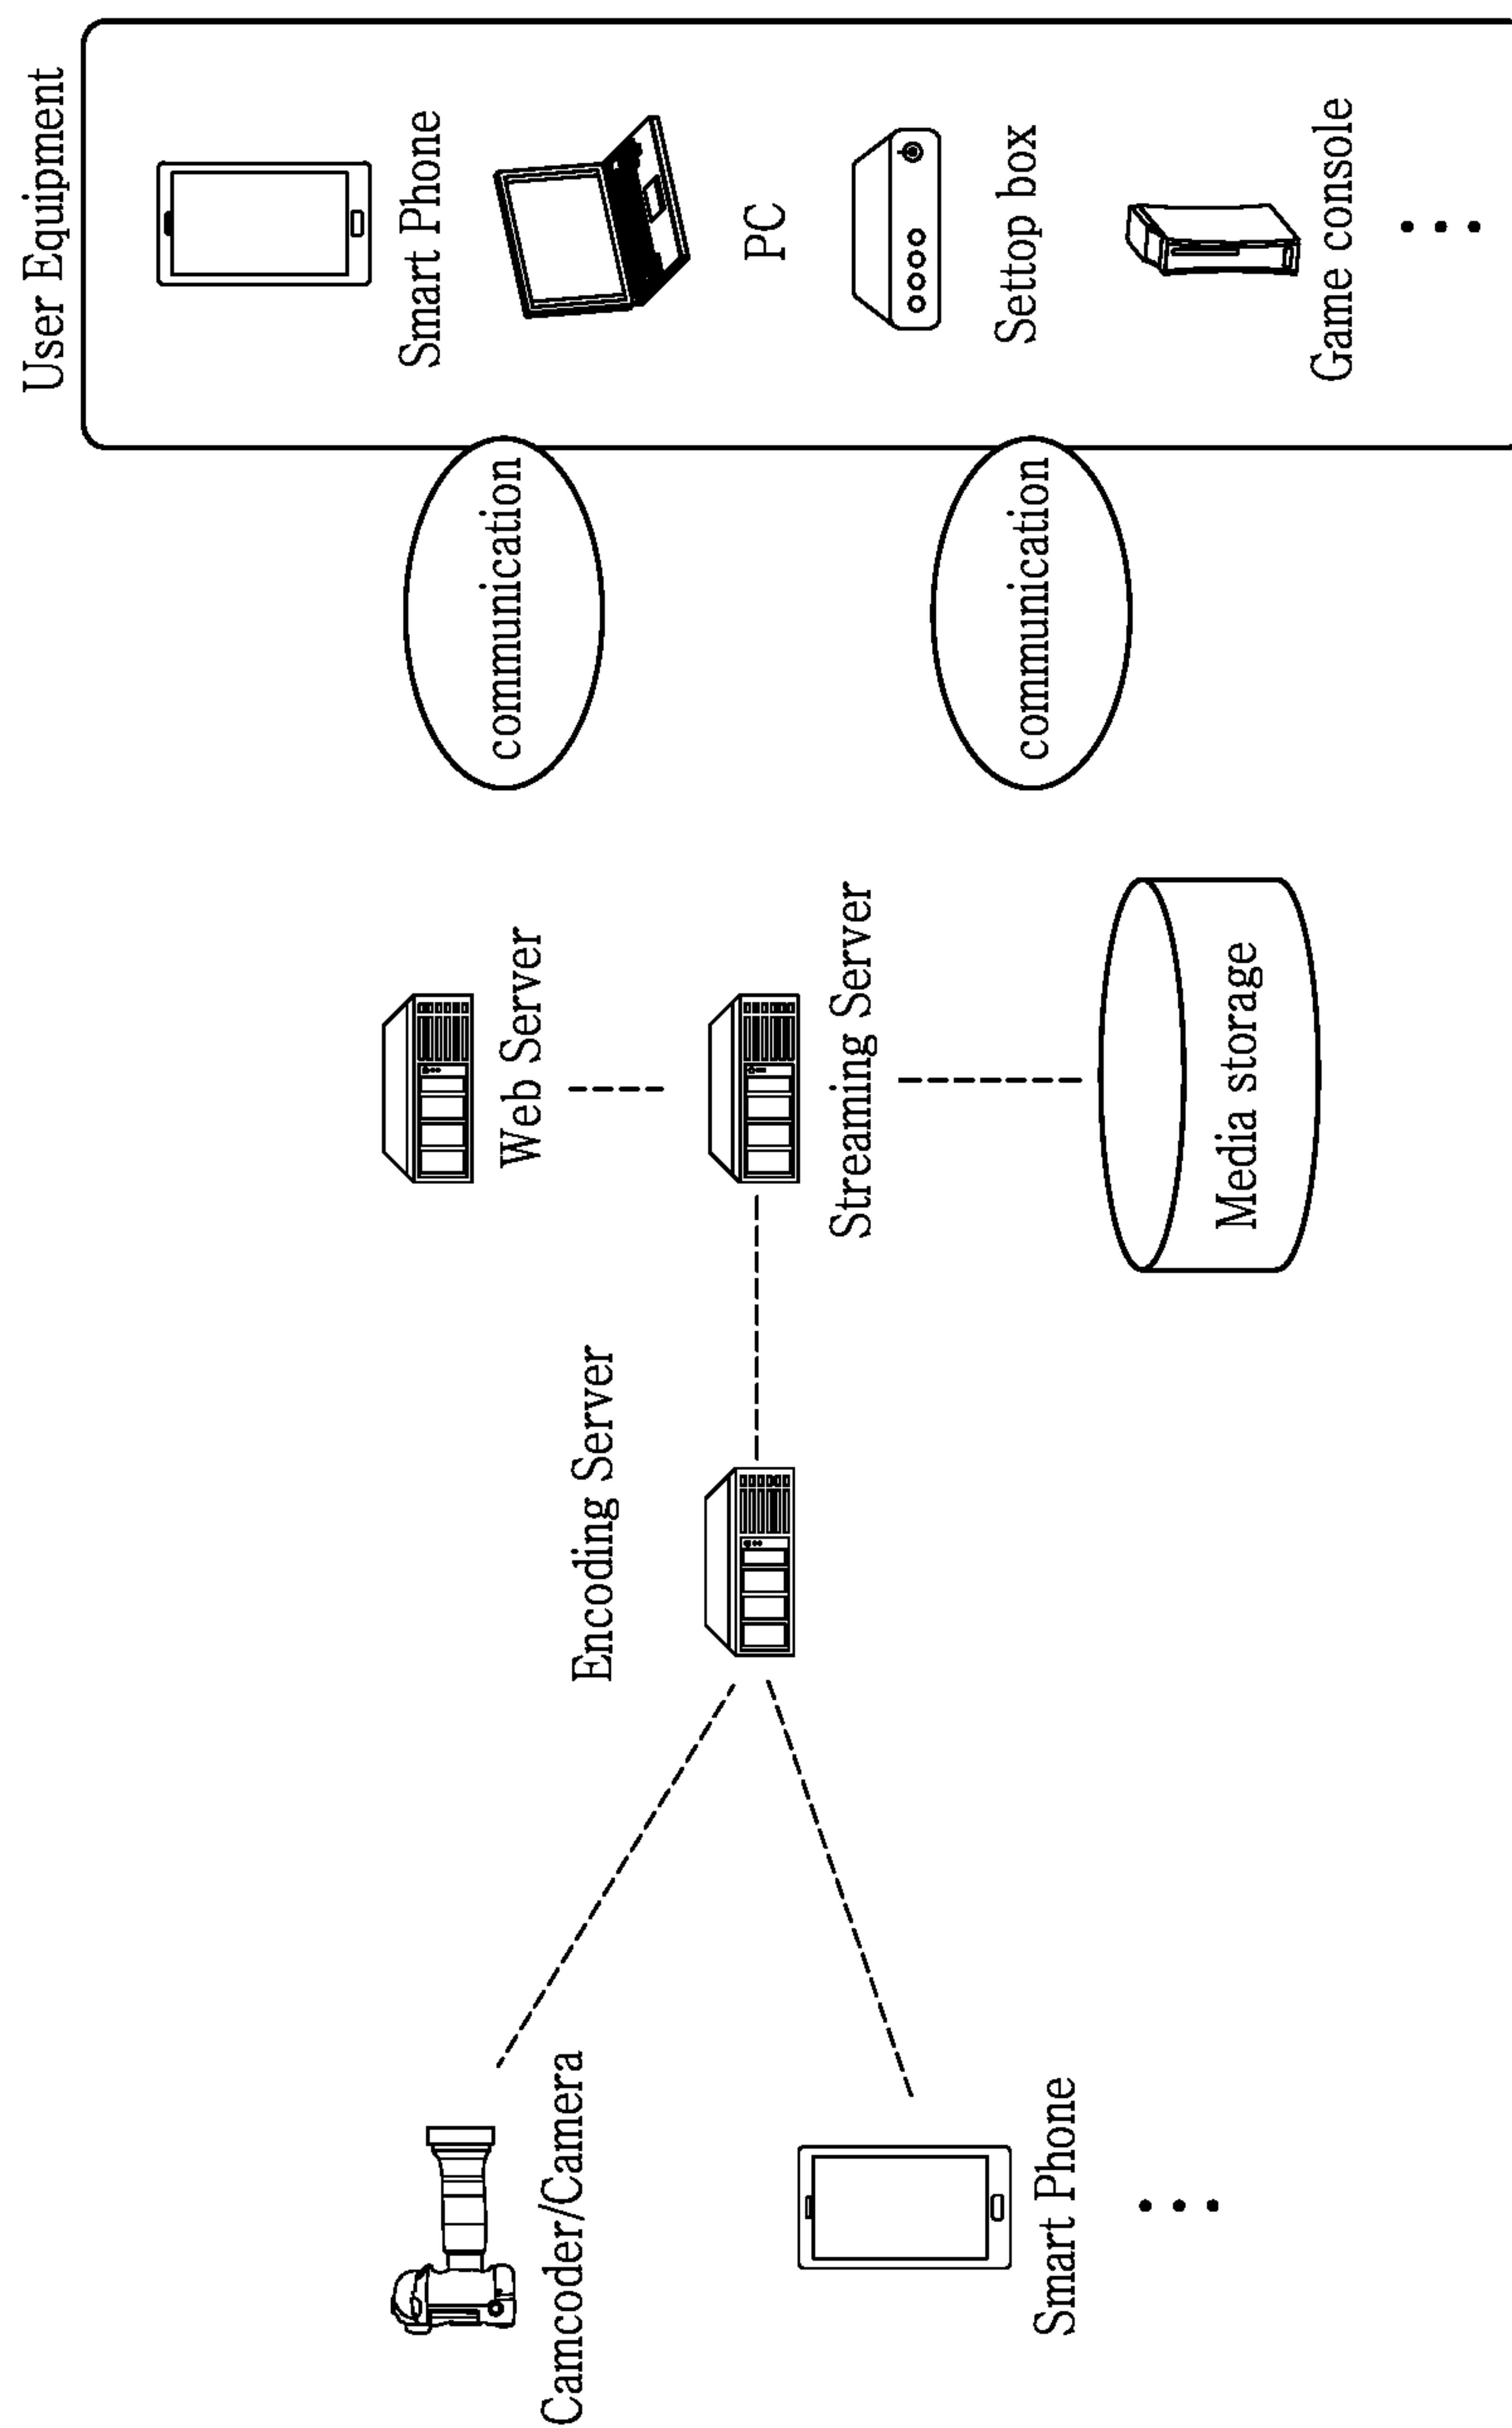 User Equipment
Smart Phone
PC
Settop box
Game console
communication
communication
Web Server
Streaming Server
Media storage
Encoding Server
Camcoder/Camera
Smart Phone